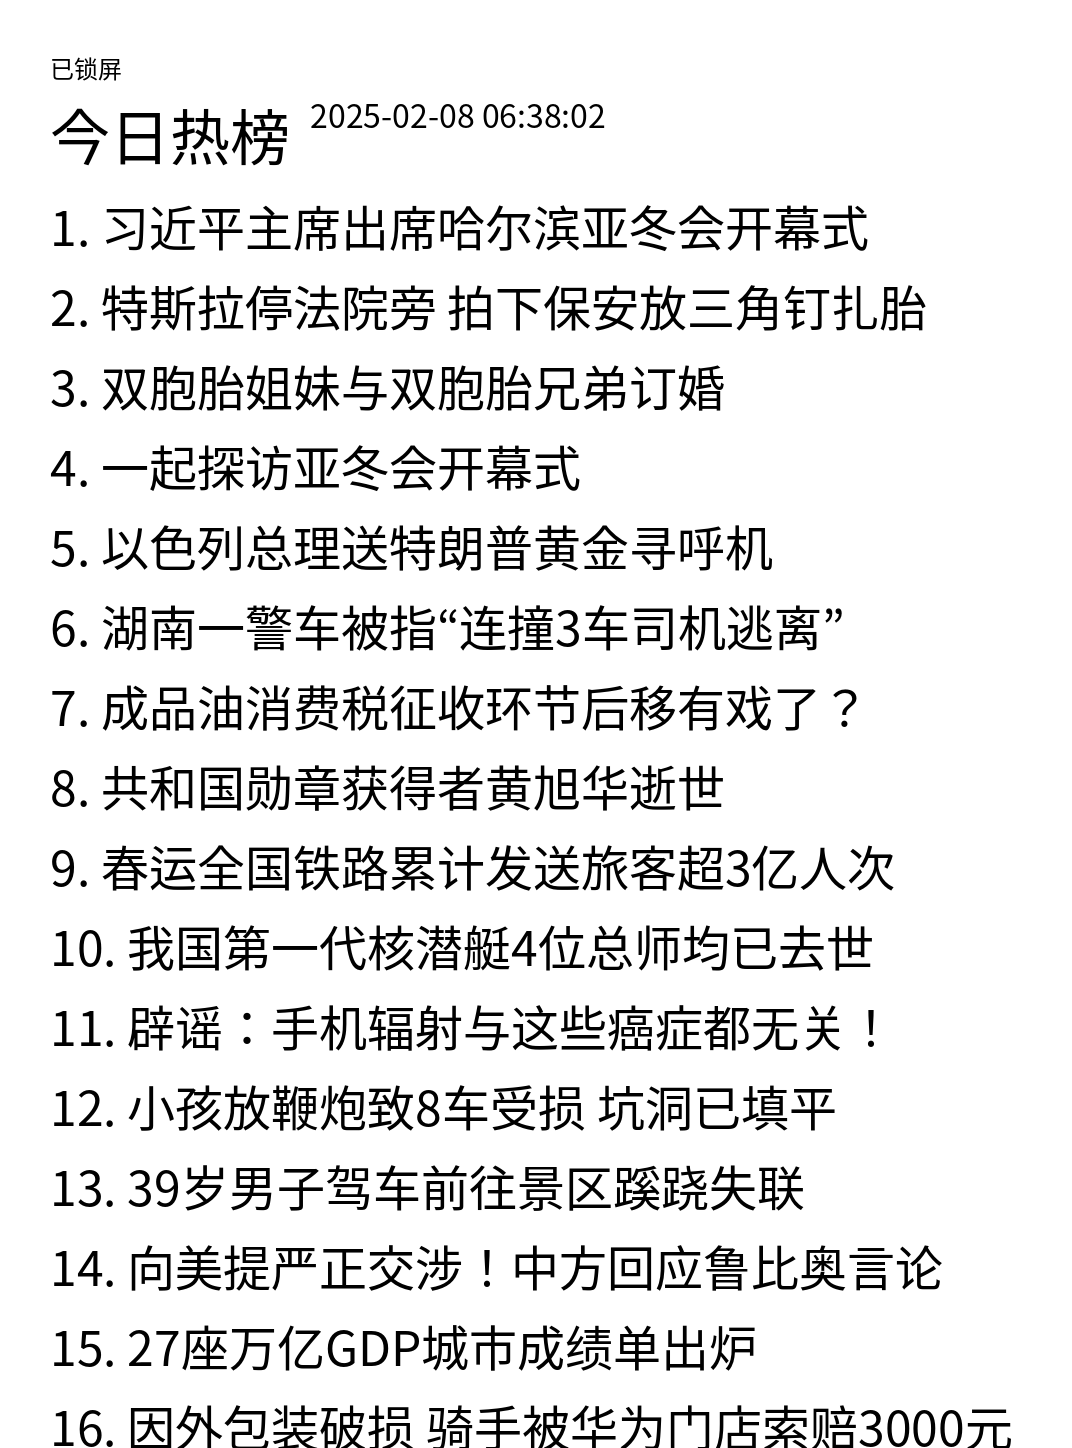 已锁屏
今日热榜 2025-02-08 06:38:02
1. 习近平主席出席哈尔滨亚冬会开幕式
2. 特斯拉停法院旁 拍下保安放三角钉扎胎
3. 双胞胎姐妹与双胞胎兄弟订婚
4. 一起探访亚冬会开幕式
5. 以色列总理送特朗普黄金寻呼机
6. 湖南一警车被指“连撞3车司机逃离”
7. 成品油消费税征收环节后移有戏了？
8. 共和国勋章获得者黄旭华逝世
9. 春运全国铁路累计发送旅客超3亿人次
10. 我国第一代核潜艇4位总师均已去世
11. 辟谣：手机辐射与这些癌症都无关！
12. 小孩放鞭炮致8车受损 坑洞已填平
13. 39岁男子驾车前往景区蹊跷失联
14. 向美提严正交涉！中方回应鲁比奥言论
15. 27座万亿GDP城市成绩单出炉
16. 因外包装破损 骑手被华为门店索赔3000元